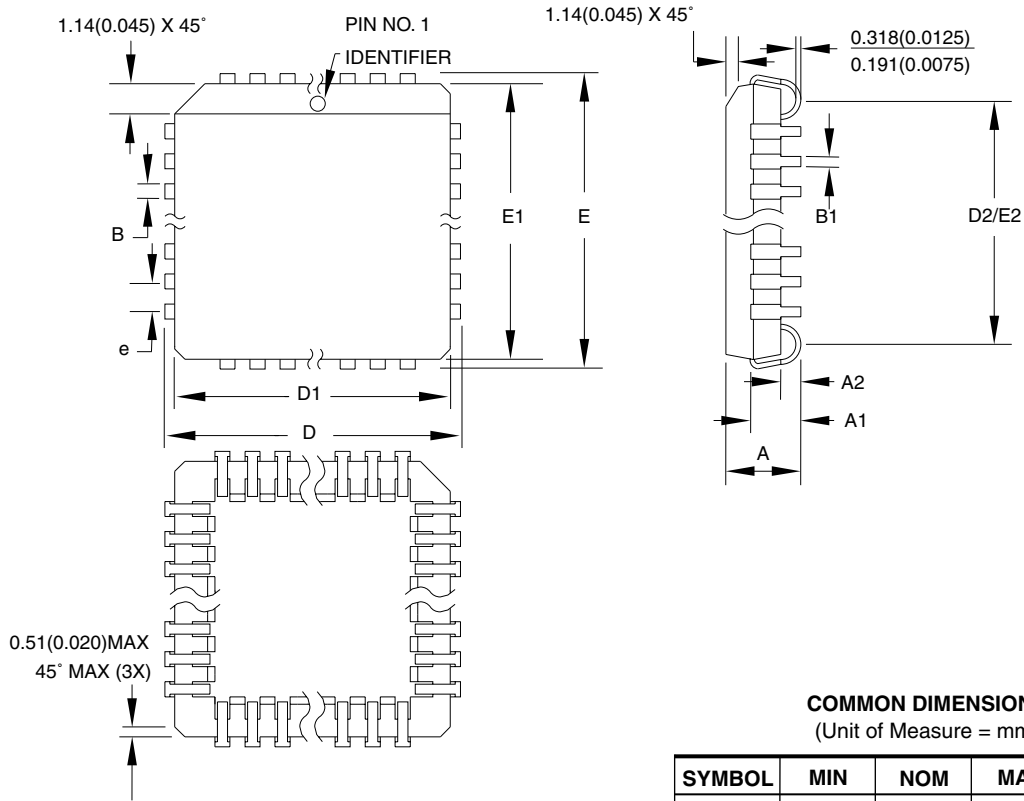 1.14(0.045) X 45˚
PIN NO. 1
IDENTIFIER
1.14(0.045) X 45˚
0.318(0.0125)
0.191(0.0075)
B
e
E1
E
B1
D2/E2
D1
D
A2
A1
A
0.51(0.020)MAX
45˚ MAX (3X)
COMMON DIMENSION
(Unit of Measure = mm
SYMBOL MIN NOM MA